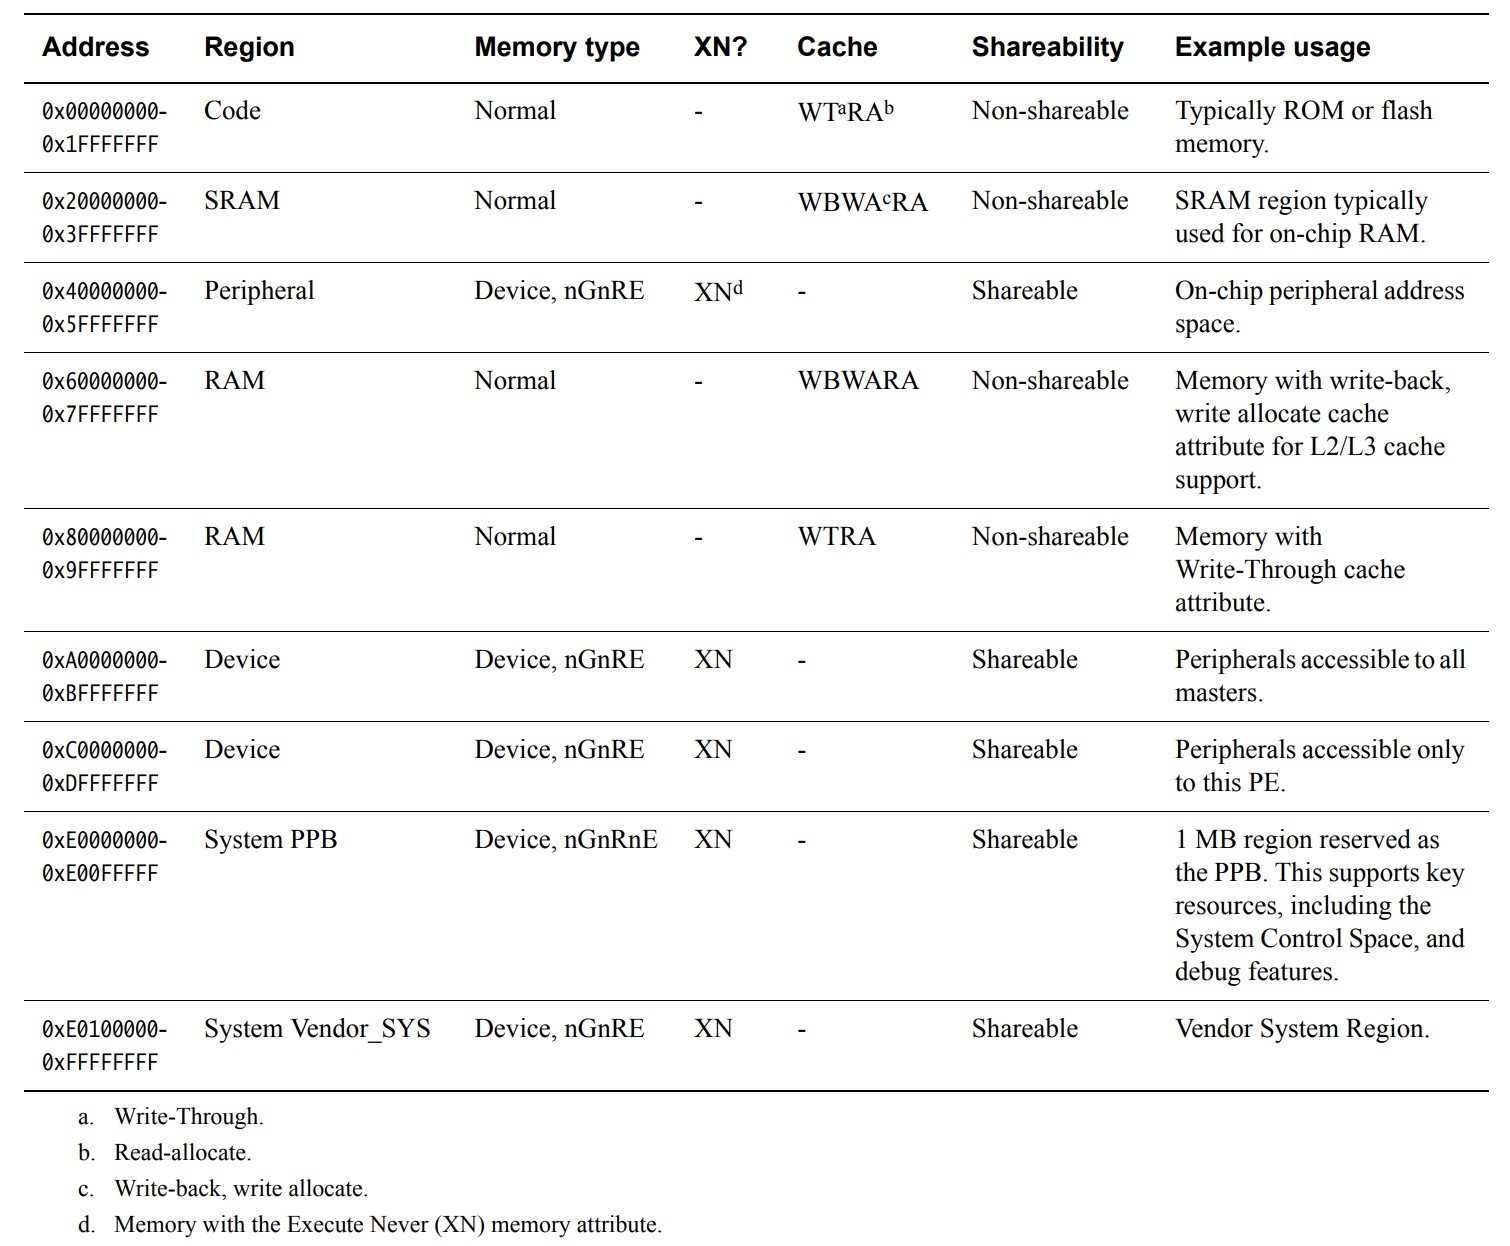 Address Region Memory type XN? Cache Shareability Example usage
0x00000000- Code Normal - WTaRAb Non-shareable Typically ROM or flash
0x1FFFFFFF memory.
0x20000000- SRAM Normal - WBWAcRA Non-shareable SRAM region typically
0x3FFFFFFF used for on-chip RAM.
0x40000000- Peripheral Device, nGnRE XNd - Shareable On-chip peripheral address
0x5FFFFFFF space.
0x60000000- RAM Normal - WBWARA Non-shareable Memory with write-back,
0x7FFFFFFF write allocate cache
attribute for L2/L3 cache
support.
0x80000000- RAM Normal - WTRA Non-shareable Memory with
0x9FFFFFFF Write-Through cache
attribute.
0xA0000000- Device Device, nGnRE XN - Shareable Peripherals accessible to all
0xBFFFFFFF masters.
0xC0000000- Device Device, nGnRE XN - Shareable Peripherals accessible only
0xDFFFFFFF to this PE.
0xE0000000- System PPB Device, nGnRnE XN - Shareable 1 MB region reserved as
0xE00FFFFF the PPB. This supports key
resources, including the
System Control Space, and
debug features.
0xE0100000- System Vendor_SYS Device, nGnRE XN - Shareable Vendor System Region.
0xFFFFFFFF
a. Write-Through.
b. Read-allocate.
c. Write-back, write allocate.
d. Memory with the Execute Never (XN) memory attribute.